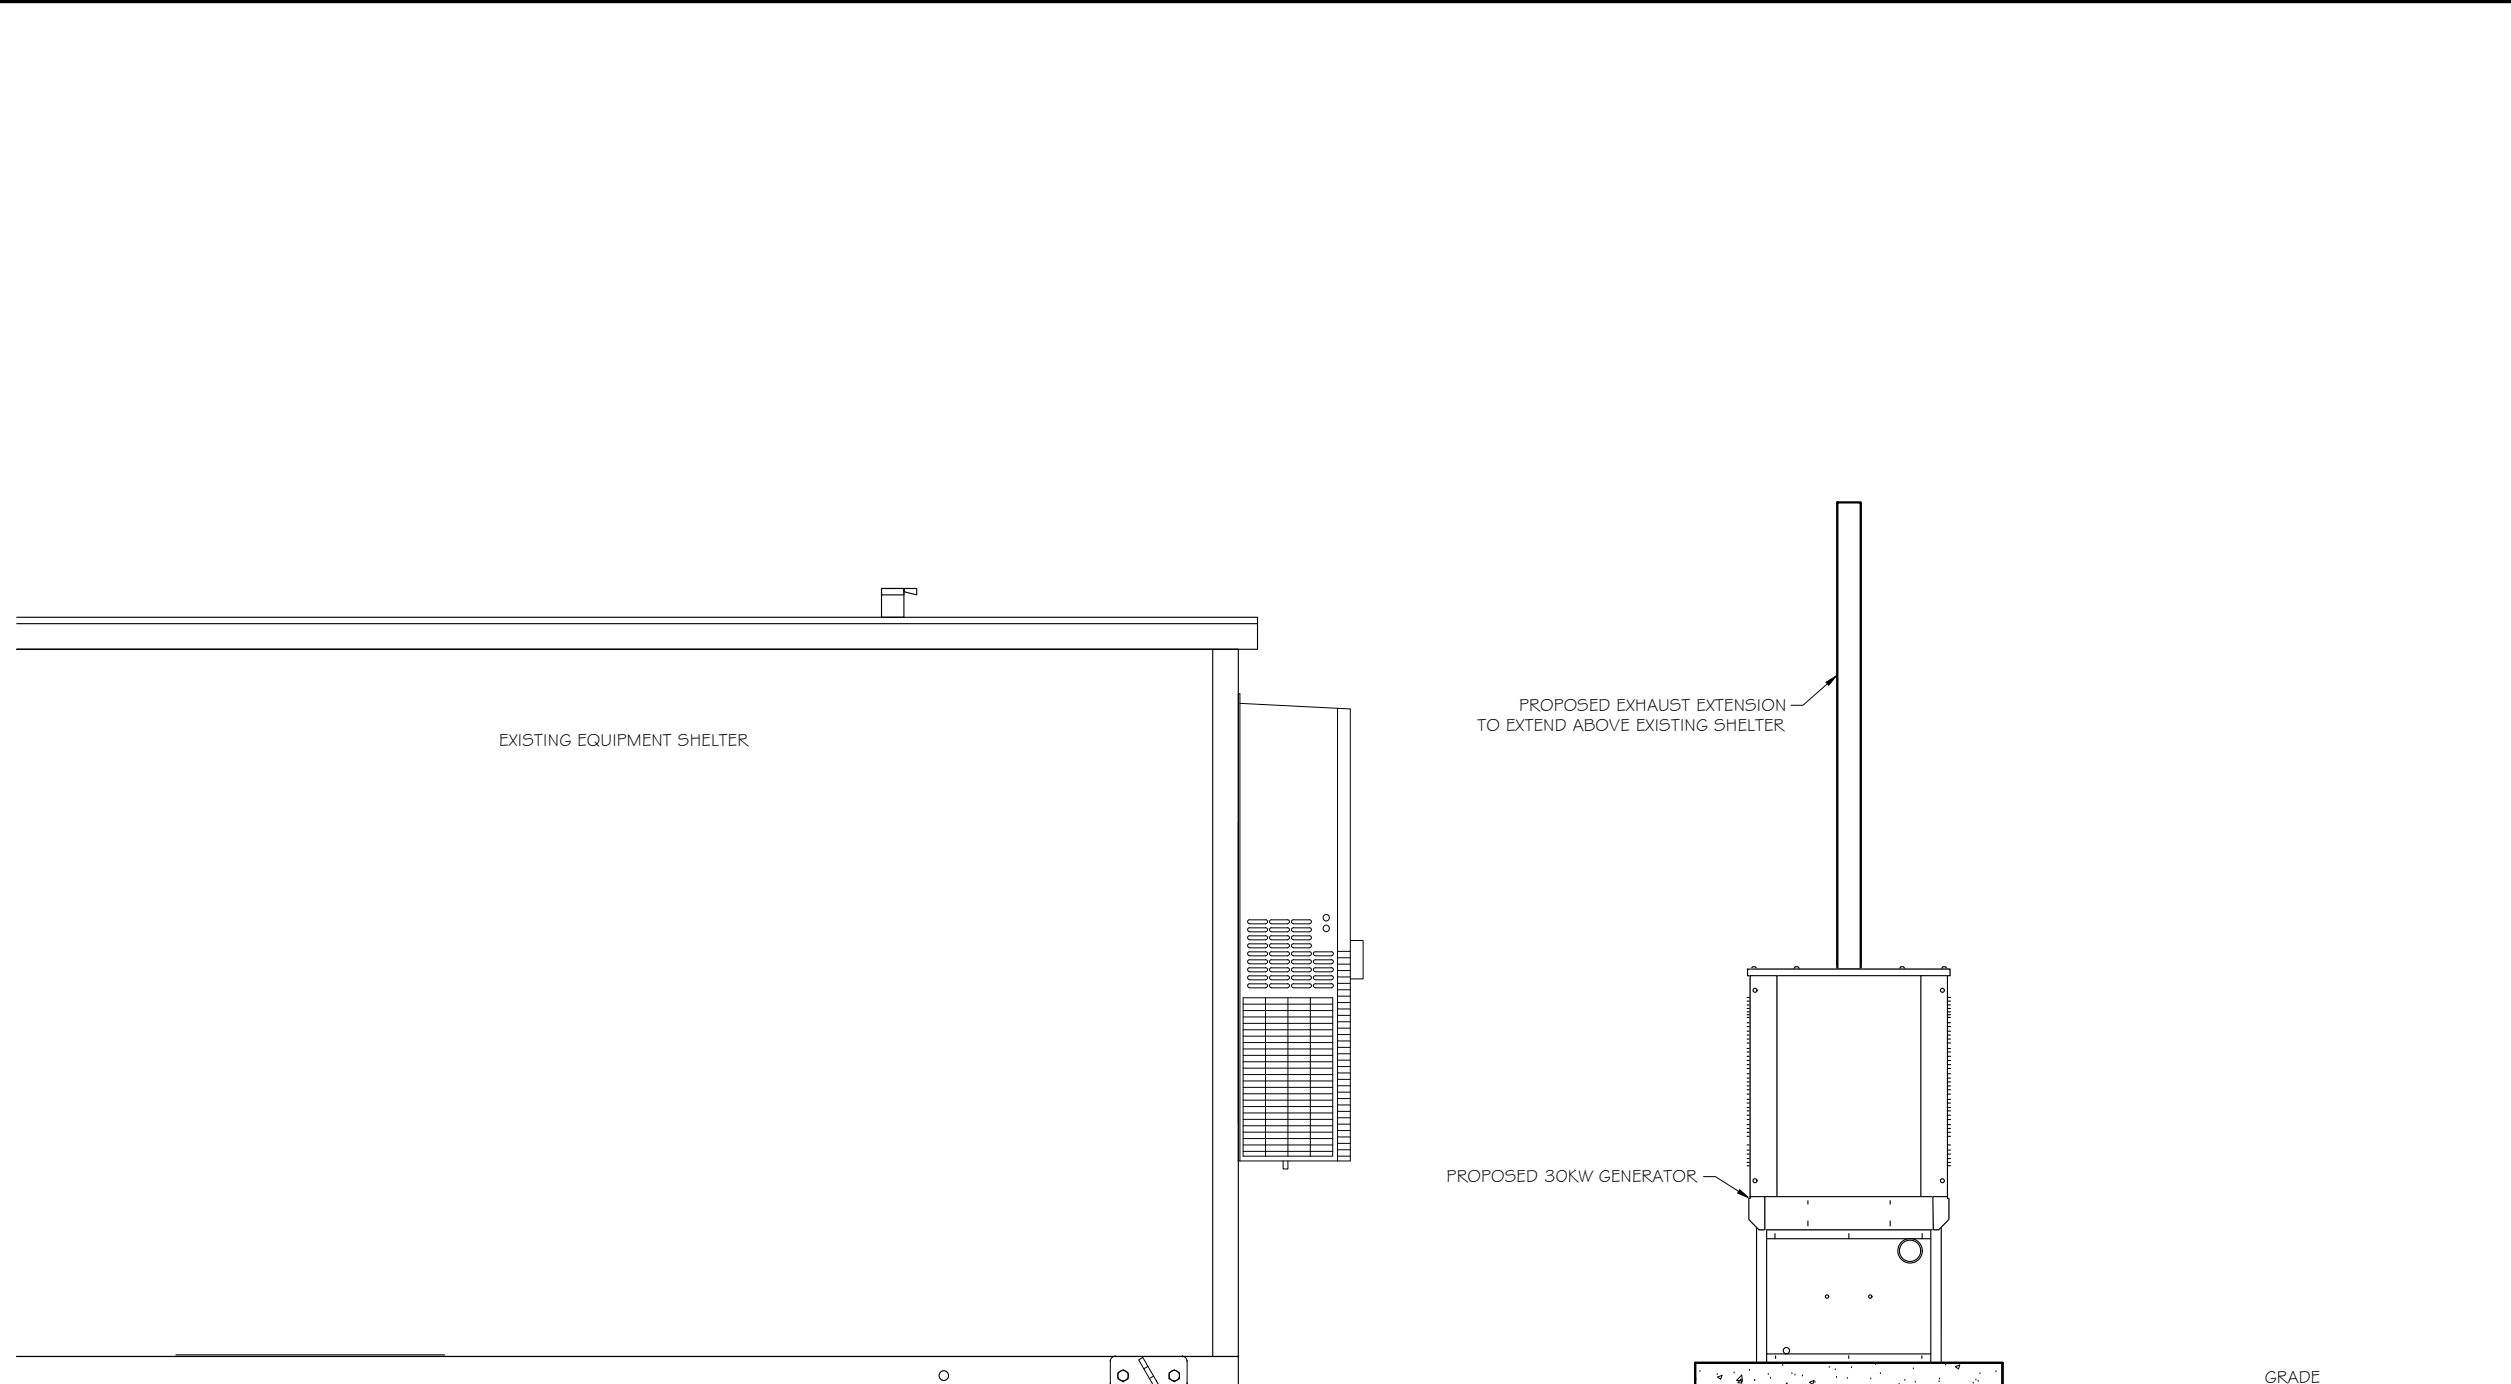 PROPOSED EXHAUST EXTENSION
TO EXTEND ABOVE EXISTING SHELTER
EXISTING EQUIPMENT SHELTER
PROPOSED 30KW GENERATOR
GRADE